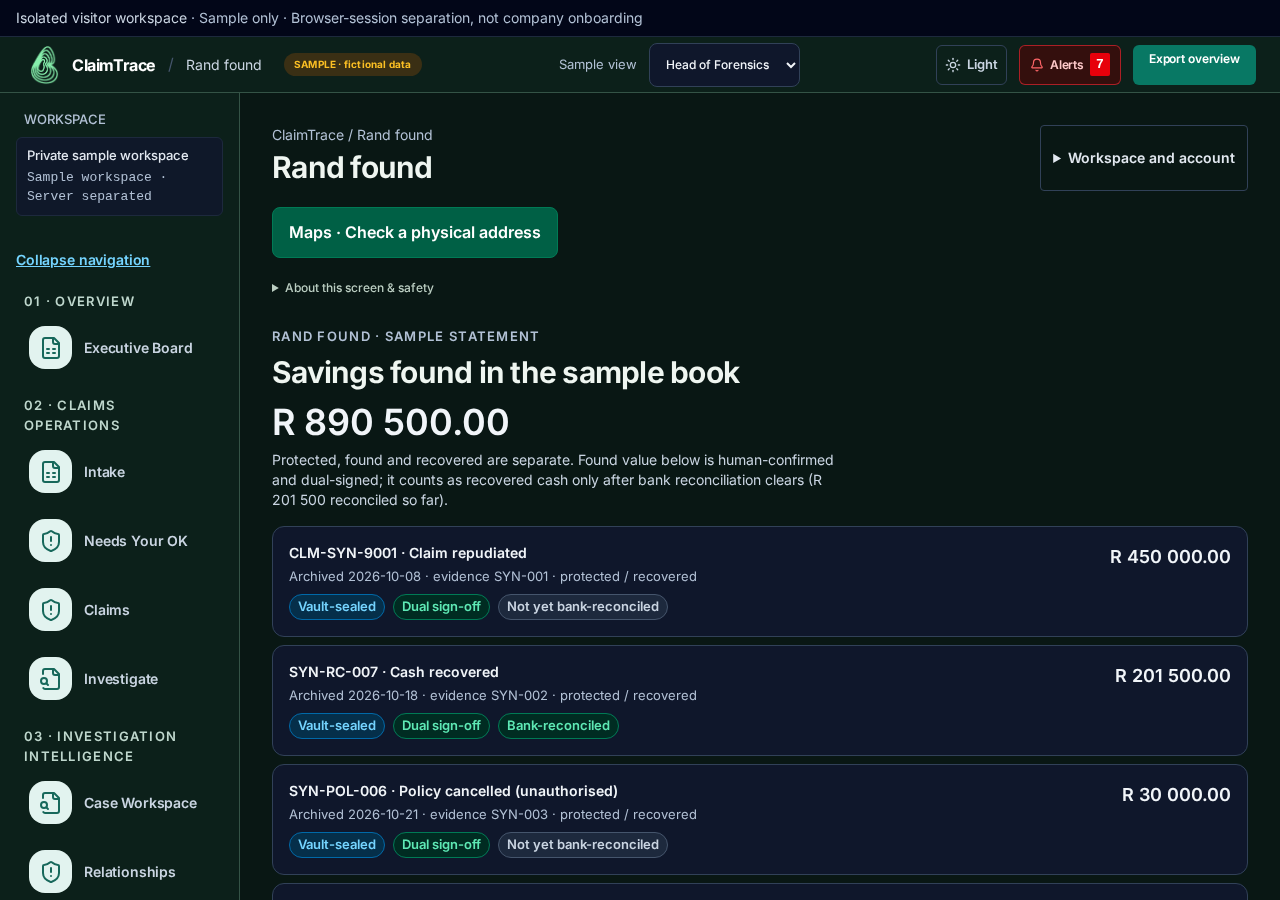 Isolated visitor workspace · Sample only · Browser-session separation, not company onboarding
ClaimTrace / Rand found
SAMPLE · fictional data
Sample view
Head of Forensics
Light
Alerts 7
Export overview
WORKSPACE
Private sample workspace
Sample workspace ·
Server separated
Collapse navigation
01 · OVERVIEW
Executive Board
02 · CLAIMS
OPERATIONS
Intake
Needs Your OK
Claims
Investigate
03 · INVESTIGATION
INTELLIGENCE
Case Workspace
Relationships
ClaimTrace / Rand found
Rand found
Workspace and account
Maps · Check a physical address
About this screen & safety
RAND FOUND · SAMPLE STATEMENT
Savings found in the sample book
R 890 500.00
Protected, found and recovered are separate. Found value below is human-confirmed
and dual-signed; it counts as recovered cash only after bank reconciliation clears (R
201 500 reconciled so far).
CLM-SYN-9001 · Claim repudiated
R 450 000.00
Archived 2026-10-08 · evidence SYN-001 · protected / recovered
Vault-sealed Dual sign-off Not yet bank-reconciled
SYN-RC-007 · Cash recovered
R 201 500.00
Archived 2026-10-18 · evidence SYN-002 · protected / recovered
Vault-sealed Dual sign-off Bank-reconciled
SYN-POL-006 · Policy cancelled (unauthorised)
R 30 000.00
Archived 2026-10-21 · evidence SYN-003 · protected / recovered
Vault-sealed Dual sign-off Not yet bank-reconciled